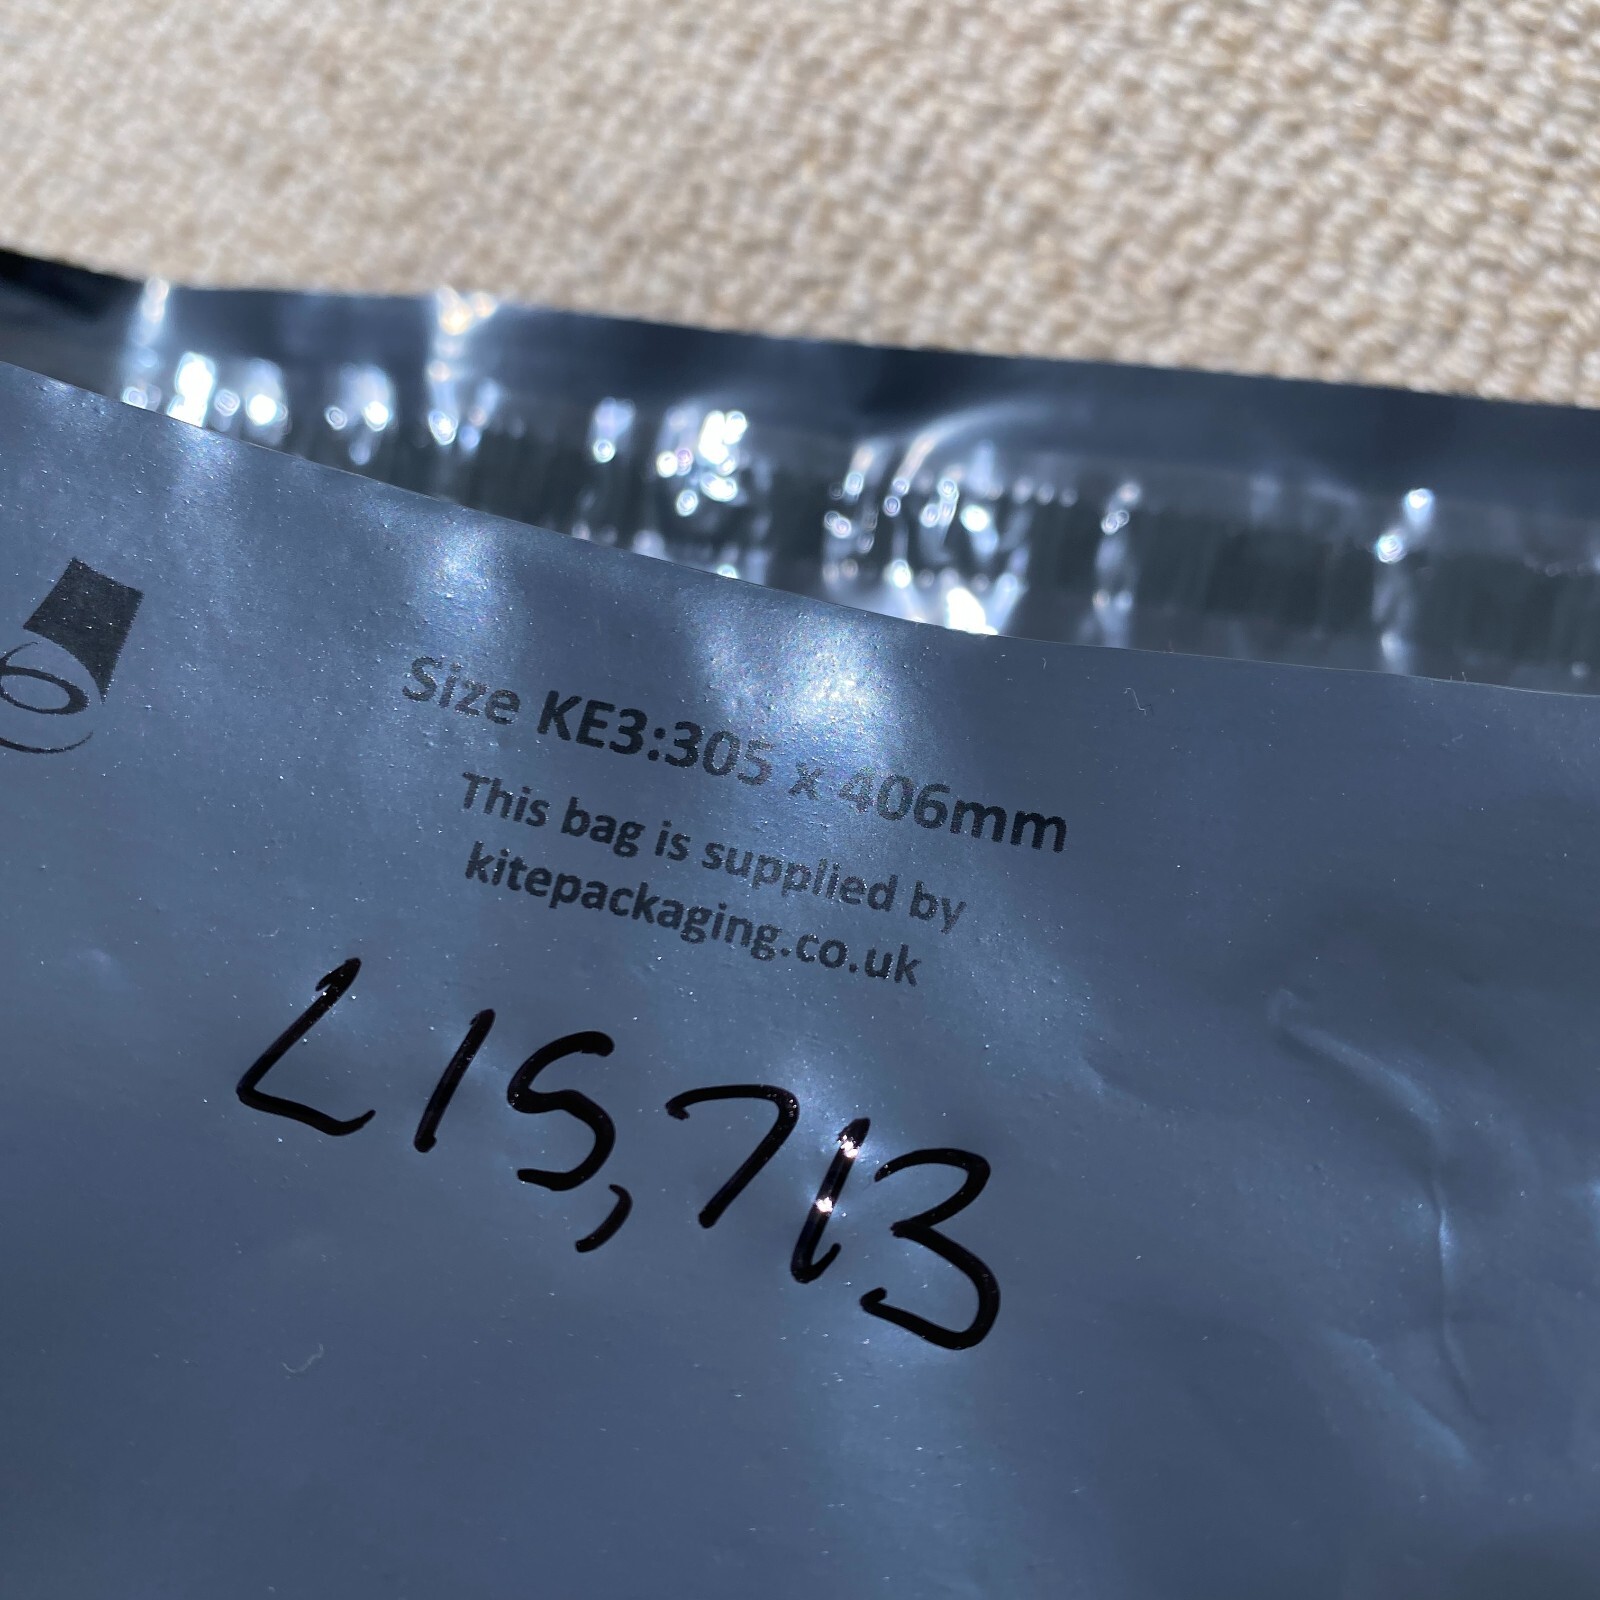 Size KE3:305 x 406mm
This bag is supplied by
kitepackaging.co.uk
L15,713